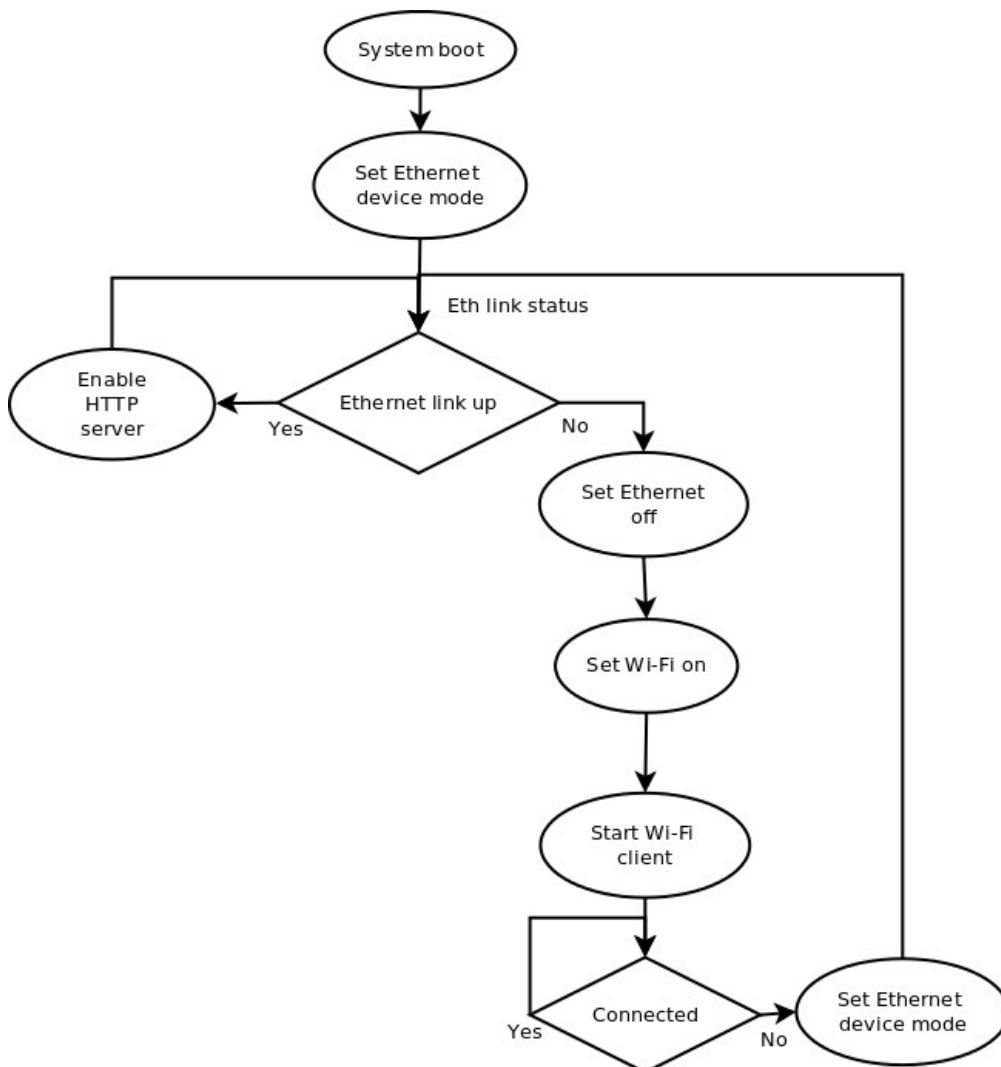 System boot
Set Ethernet
device mode
Eth link status
Enable
HTTP
server
Yes
Ethernet link up
No
Set Ethernet
off
Set Wi-Fi on
Start Wi-Fi
client
Yes
Connected
No
Set Ethernet
device mode